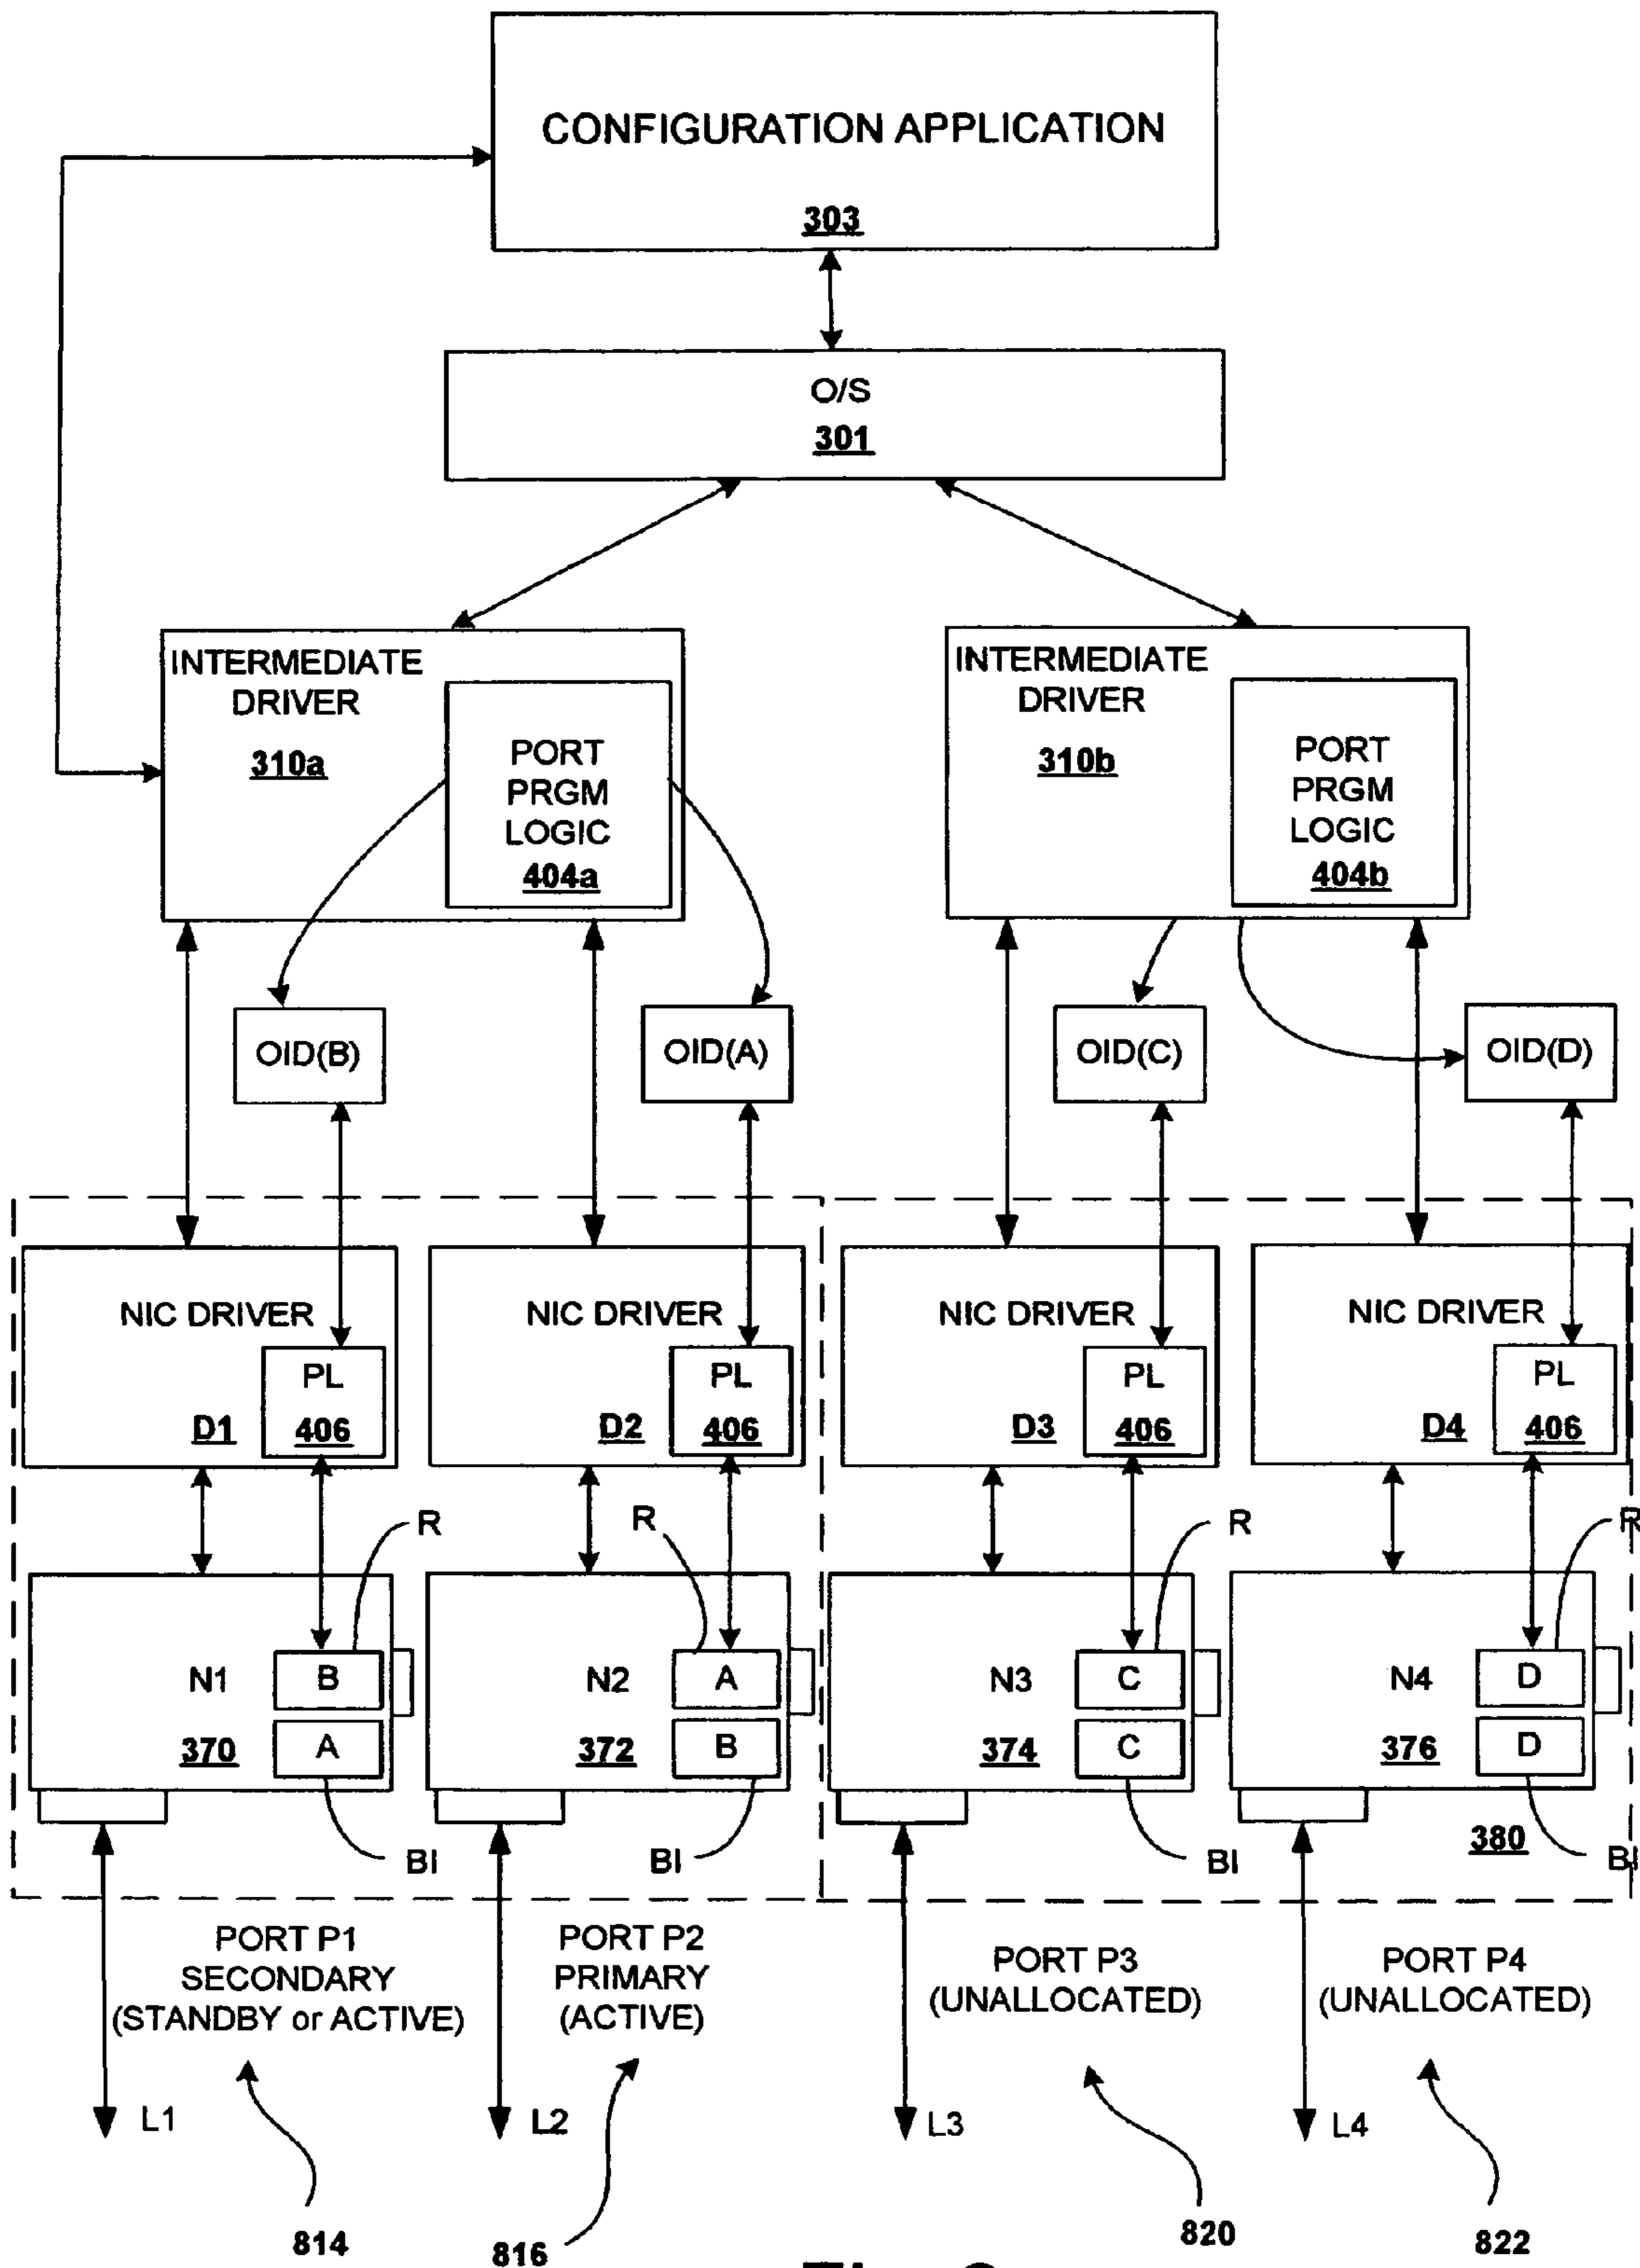 CONFIGURATION APPLICATION
303
O/S
301
INTERMEDIATE
DRIVER
310a
PORT
PRGM
LOGIC
404a
INTERMEDIATE
DRIVER
310b
PORT
PRGM
LOGIC
404b
OID(B)
OID(A)
OID(C)
OID(D)
NIC DRIVER
PL
D1
406
NIC DRIVER
PL
D2
406
NIC DRIVER
PL
D3
406
NIC DRIVER
PL
D4
406
R
R
R
R
N1
B
370
A
N2
A
372
B
N3
C
374
C
N4
D
376
D
380
BI
BI
BI
BI
PORT P1
SECONDARY
(STANDBY or ACTIVE)
PORT P2
PRIMARY
(ACTIVE)
PORT P3
(UNALLOCATED)
PORT P4
(UNALLOCATED)
L1
L2
L3
L4
814
816
820
822